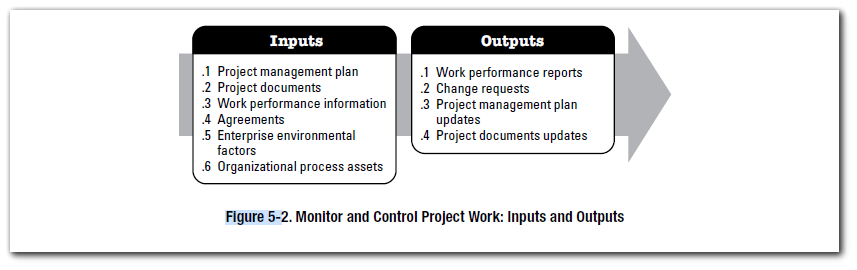 Inputs
.1 Project management plan
.2 Project documents
.3 Work performance information
.4 Agreements
.5 Enterprise environmental
factors
.6 Organizational process assets
Outputs
.1 Work performance reports
.2 Change requests
.3 Project management plan
updates
.4 Project documents updates
Figure 5-2. Monitor and Control Project Work: Inputs and Outputs